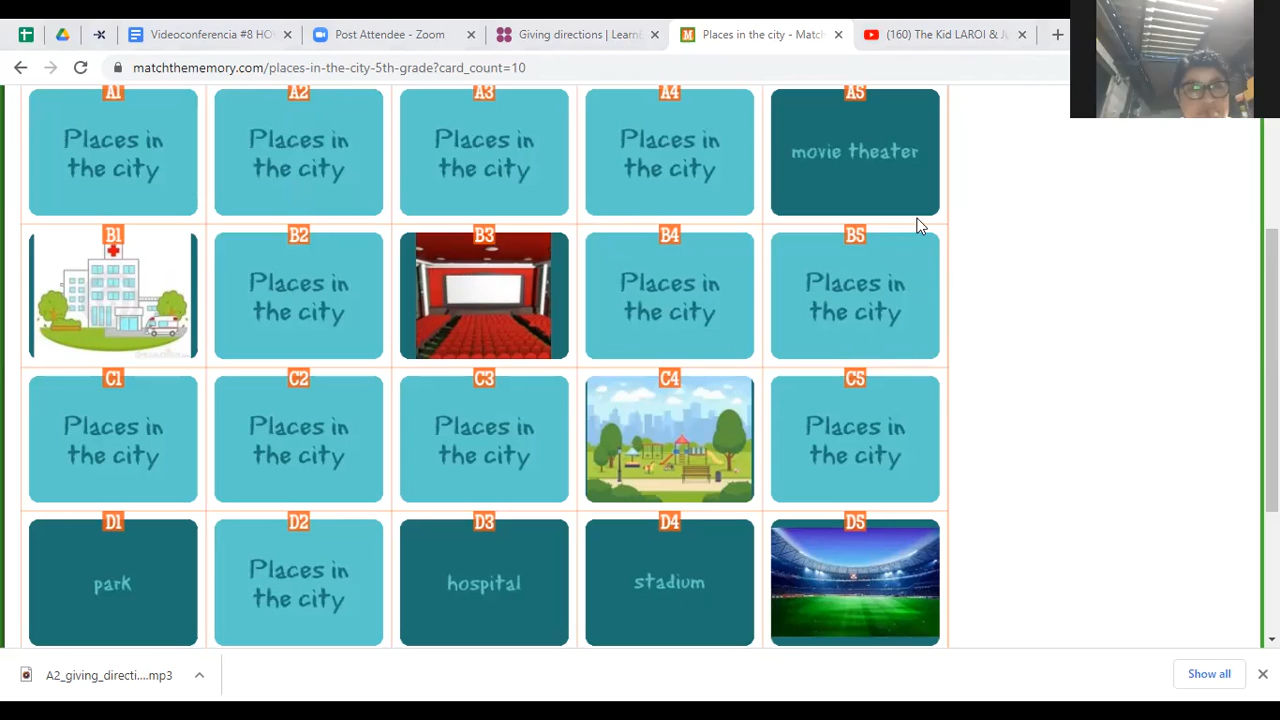 Videoconferencia #8 HO
Post Attendee - Zoom
Giving directions | Learnl
Places in the city - Match
(160) The Kid LAROI &
matchthememory.com/places-in-the-city-5th-grade?card_count=10
A1
A2
A3
A4
A5
Places in
the city
Places in
the city
Places in
the city
Places in
the city
movie theater
B1
B2
B3
B4
B5
Places in
the city
Places in
the city
Places in
the city
C1
C2
C3
C4
C5
Places in
the city
Places in
the city
Places in
the city
Places in
the city
D1
D2
D3
D4
D5
park
Places in
the city
hospital
stadium
A2_giving_directi....mp3
Show all